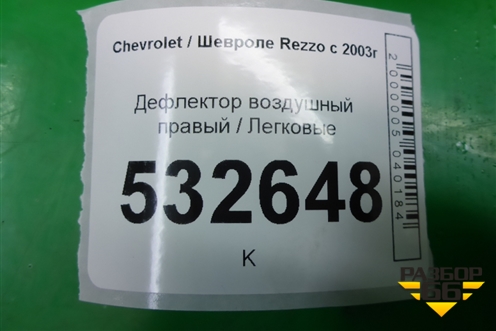 Chevrolet / Шевроле Rezzo с 2003г
Дефлектор воздушный
правый / Легковые
532648
К
2000005040184
РАЗБОР
66